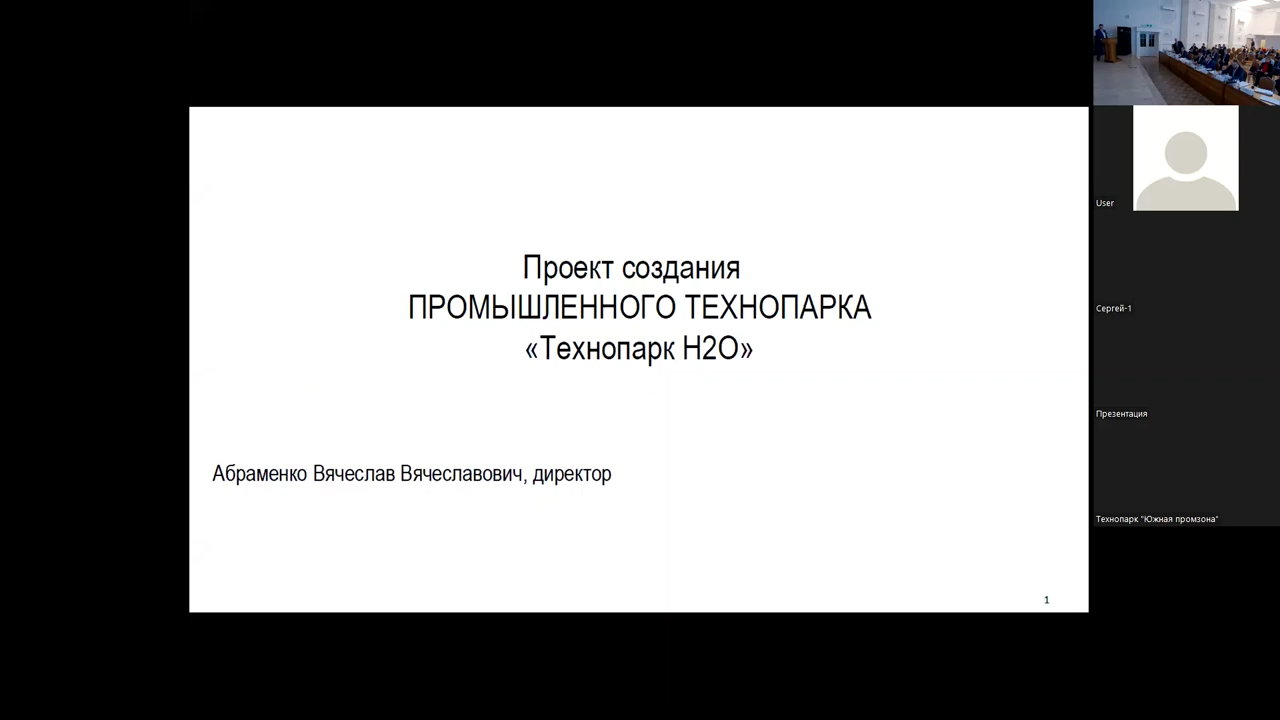 Проект создания
ПРОМЫШЛЕННОГО ТЕХНОПАРКА
«Технопарк Н2О»
Абраменко Вячеслав Вячеславович, директор
1
User
Сергей-1
Презентация
Технопарк "Южная промзона"